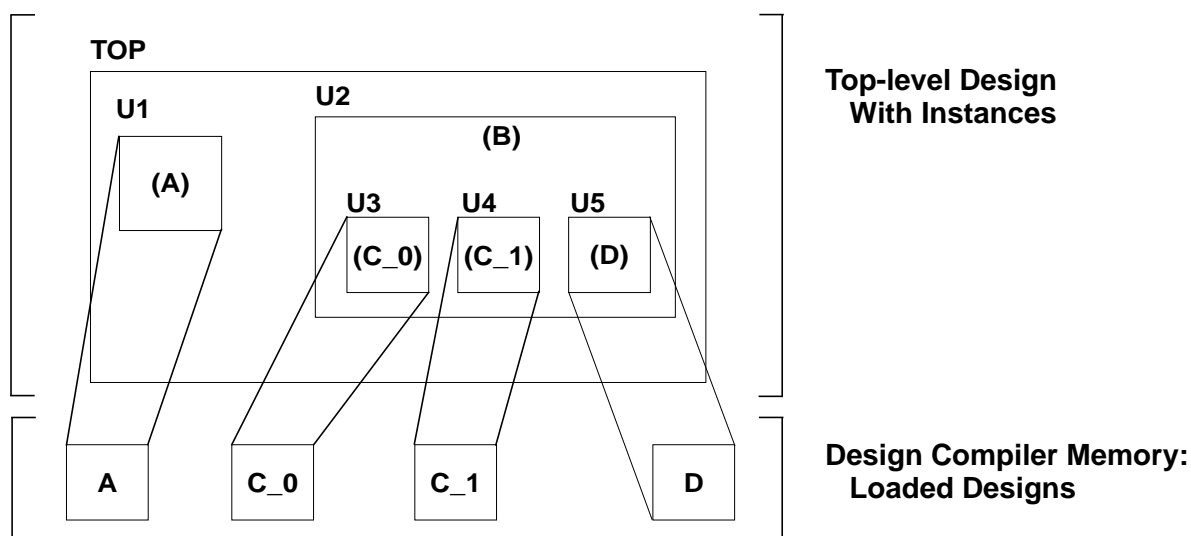 TOP
U1
U2
(A)
(B)
U3
U4
U5
(C_0)
(C_1)
(D)
Top-level Design
With Instances
A
C_0
C_1
D
Design Compiler Memory:
Loaded Designs